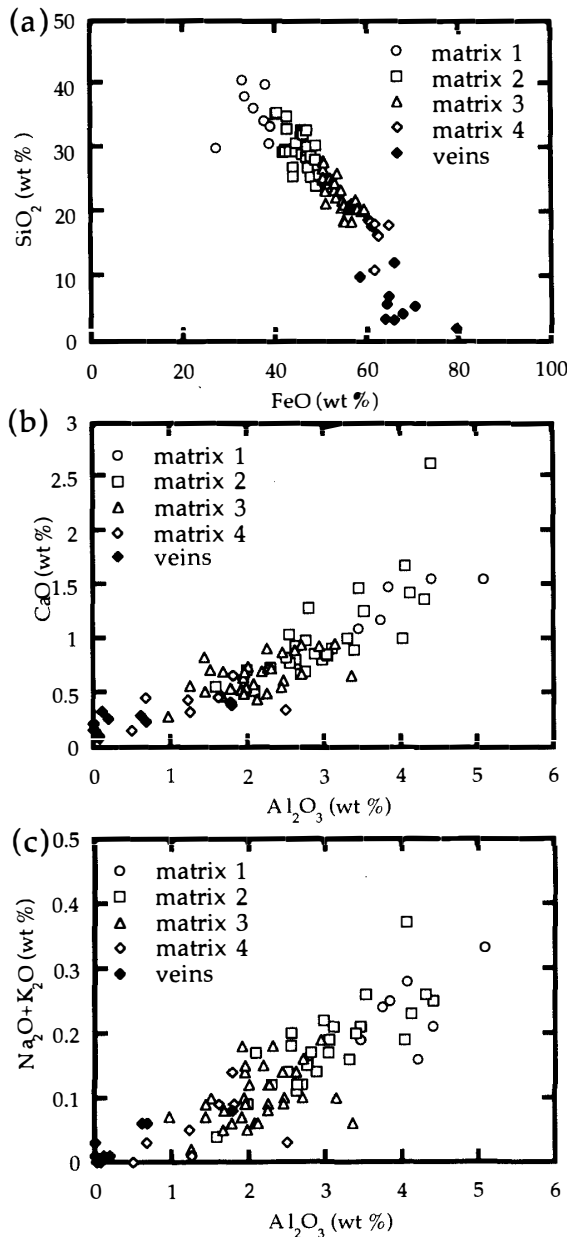 (a)
50
40
30
20
10
0
SiO2 (wt %)
matrix 1
matrix 2
matrix 3
matrix 4
veins
0 20 40 60 80 100
FeO (wt %)
(b)
3
2.5
2
1.5
1
0.5
0
CaO (wt %)
matrix 1
matrix 2
matrix 3
matrix 4
veins
0 1 2 3 4 5 6
Al2O3 (wt %)
(c)
0.5
0.4
0.3
0.2
0.1
0
Na2O+K2O (wt %)
matrix 1
matrix 2
matrix 3
matrix 4
veins
0 1 2 3 4 5 6
Al2O3 (wt %)